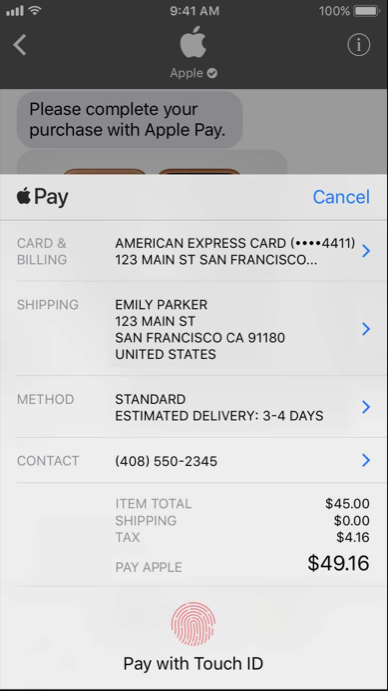 9:41 AM
100%
Apple
Please complete your
purchase with Apple Pay.
Pay
Cancel
CARD &
BILLING
AMERICAN EXPRESS CARD (••••4411)
123 MAIN ST SAN FRANCISCO...
SHIPPING
EMILY PARKER
123 MAIN ST
SAN FRANCISCO CA 91180
UNITED STATES
METHOD
STANDARD
ESTIMATED DELIVERY: 3-4 DAYS
CONTACT
(408) 550-2345
ITEM TOTAL $45.00
SHIPPING $0.00
TAX $4.16
PAY APPLE $49.16
Pay with Touch ID